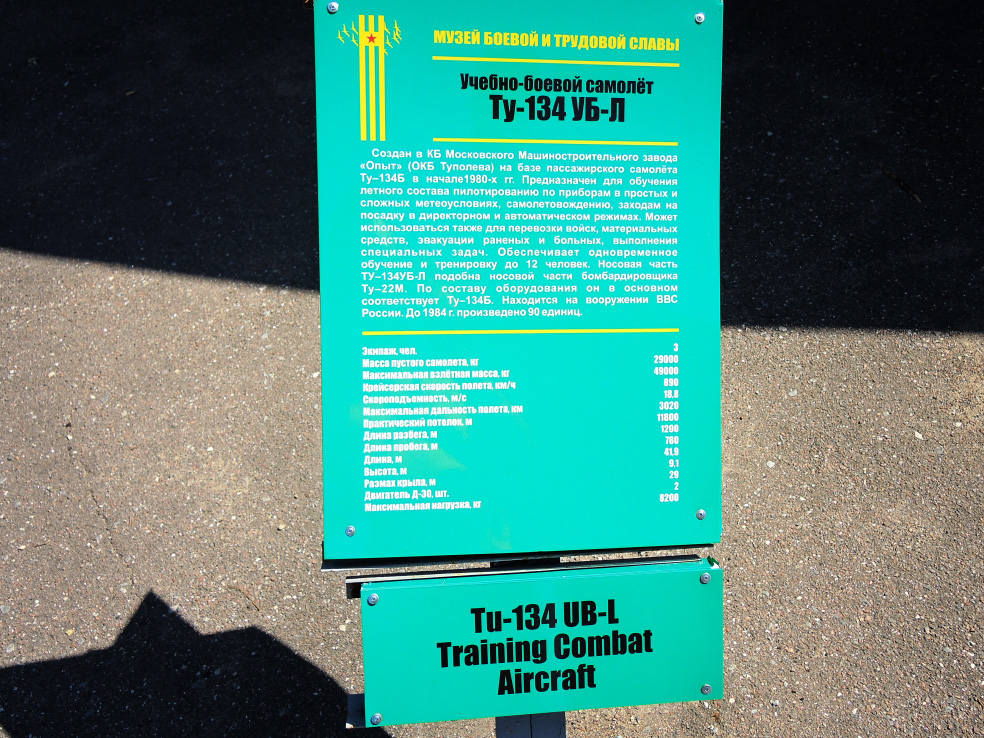 МУЗЕЙ БОЕВОЙ И ТРУДОВОЙ СЛАВЫ
Учебно-боевой самолёт
Ту-134 УБ-Л
Создан в КБ Московского Машиностроительного завода
«Опыт» (ОКБ Туполева) на базе пассажирского самолёта
Ту–134Б в начале1980-х гг. Предназначен для обучения
летного состава пилотированию по приборам в простых и
сложных метеоусловиях, самолетовождению, заходам на
посадку в директорном и автоматическом режимах. Может
использоваться также для перевозки войск, материальных
средств, эвакуации раненых и больных, выполнения
специальных задач. Обеспечивает одновременное
обучение и тренировку до 12 человек. Носовая часть
ТУ–134УБ-Л подобна носовой части бомбардировщика
Ту–22М. По составу оборудования он в основном
соответствует Ту–134Б. Находится на вооружении ВВС
России. До 1984 г. произведено 90 единиц.
Экипаж, чел. 3
Масса пустого самолета, кг 29000
Максимальная взлётная масса, кг 49000
Крейсерская скорость полета, км/ч 890
Скороподъемность, м/с 18.8
Максимальная дальность полета, км 3020
Практический потолок, м 11800
Длина разбега, м 1200
Длина пробега, м 780
Длина, м 41,9
Высота, м 9,1
Размах крыла, м 29
Двигатель Д-30, шт. 2
Максимальная нагрузка, кг 8200
Tu-134 UB-L
Training Combat
Aircraft